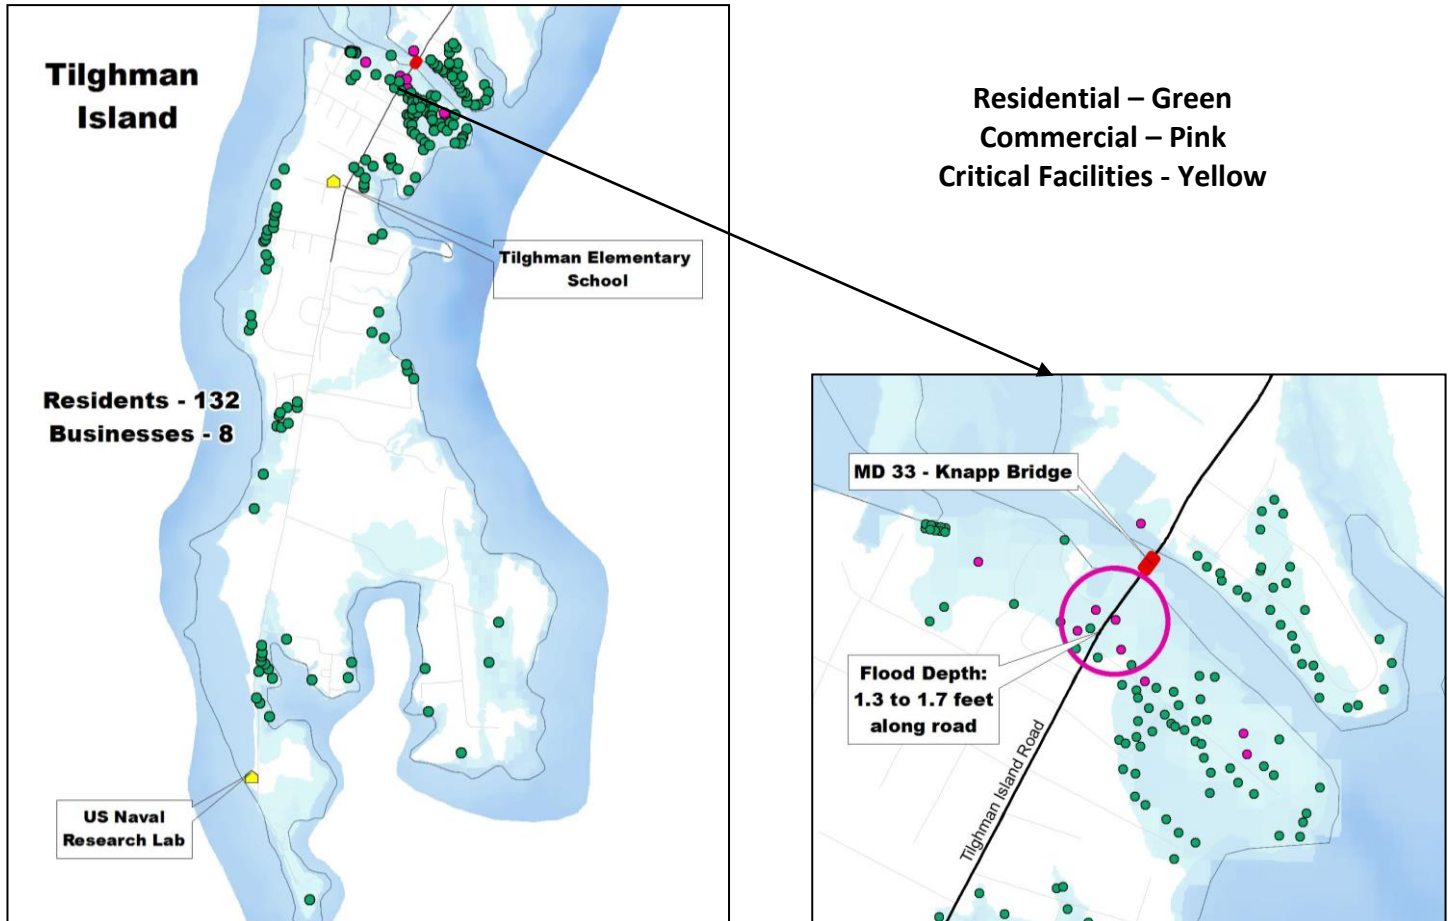 Tilghman
Island
Residential – Green
Commercial – Pink
Critical Facilities - Yellow
Tilghman Elementary
School
Residents - 132
Businesses - 8
US Naval
Research Lab
MD 33 - Knapp Bridge
Flood Depth:
1.3 to 1.7 feet
along road
Tilghman Island Road